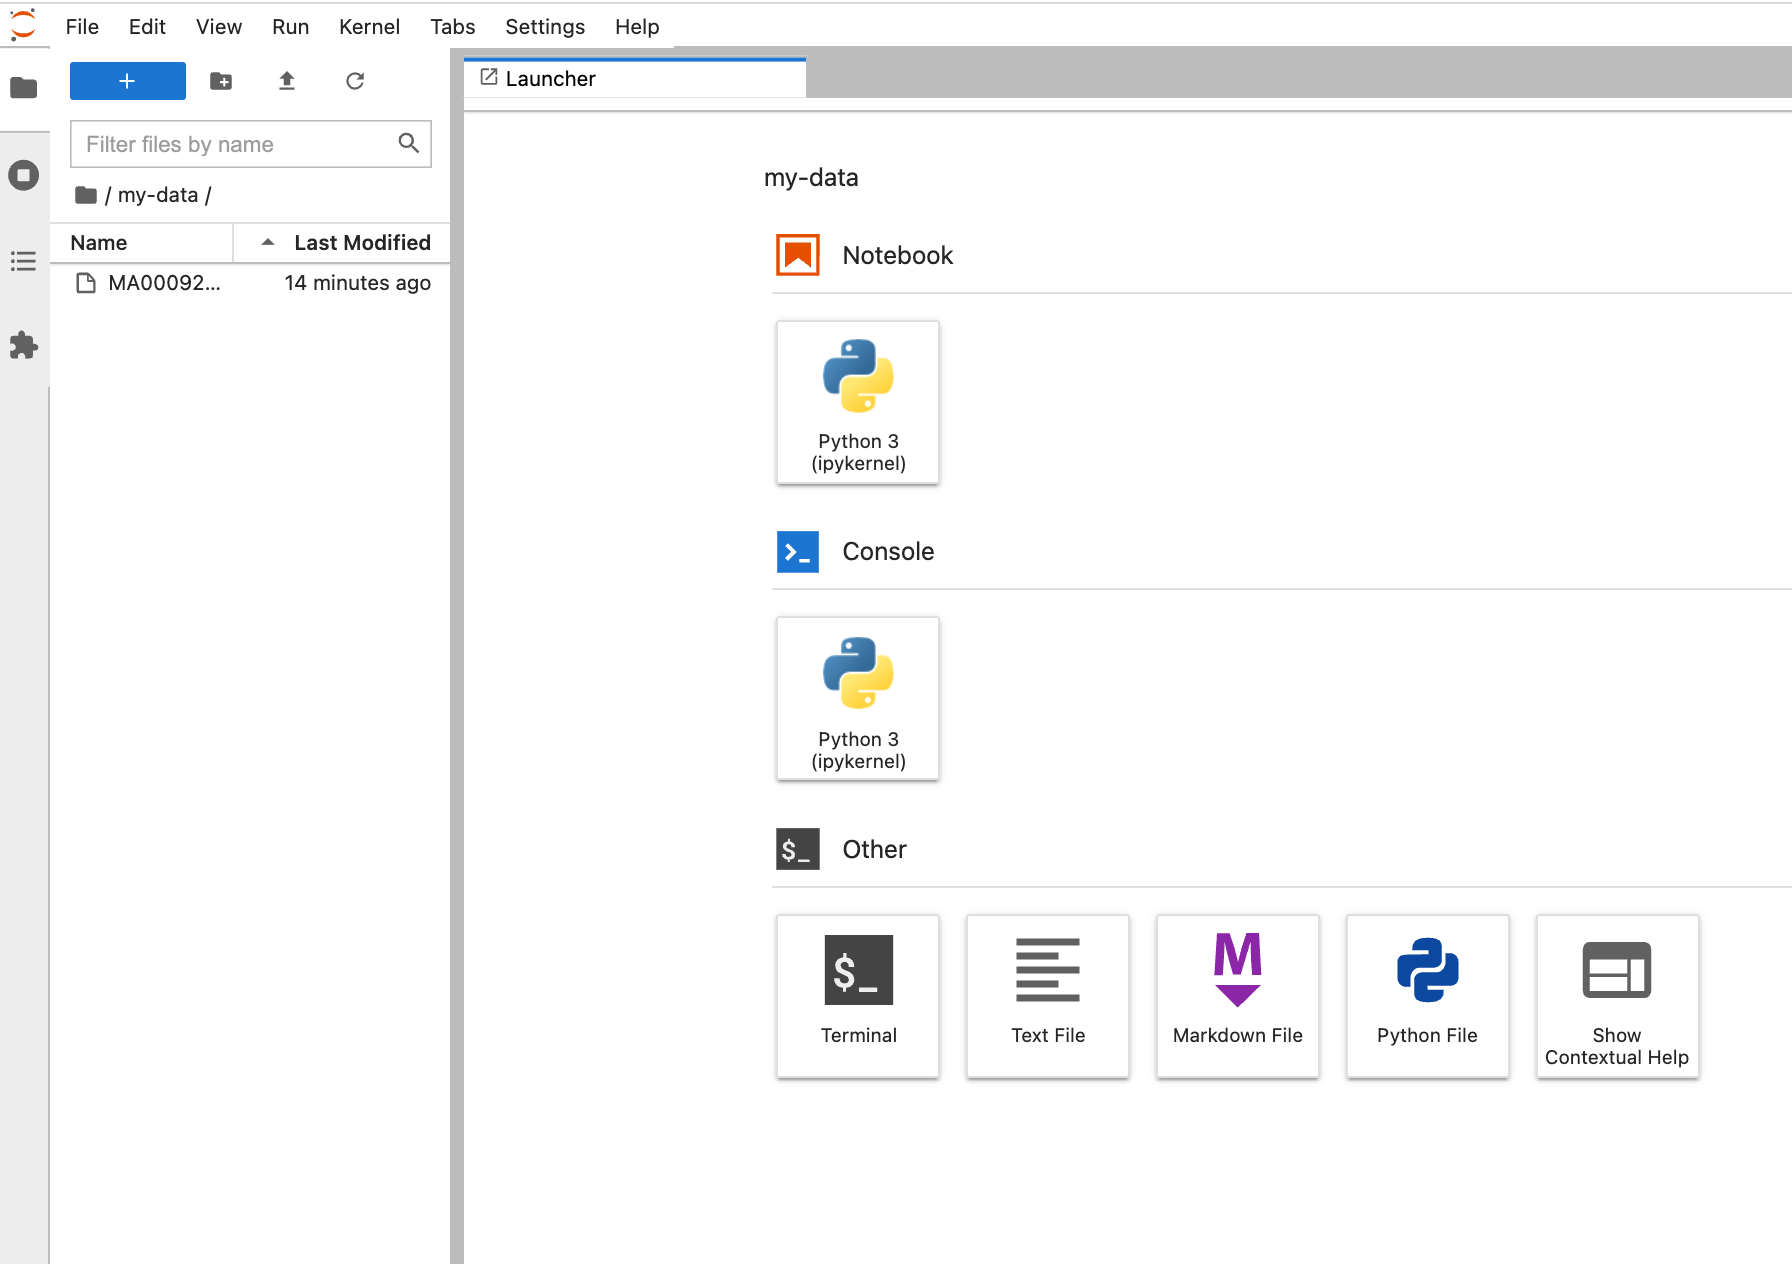 File Edit View Run Kernel Tabs Settings Help
+
Filter files by name
/ my-data /
Name Last Modified
MA00092... 14 minutes ago
Launcher
my-data
Notebook
Python 3
(ipykernel)
>_ Console
Python 3
(ipykernel)
$_ Other
$_
Terminal
Text File
M
Markdown File
Python File
Show
Contextual Help